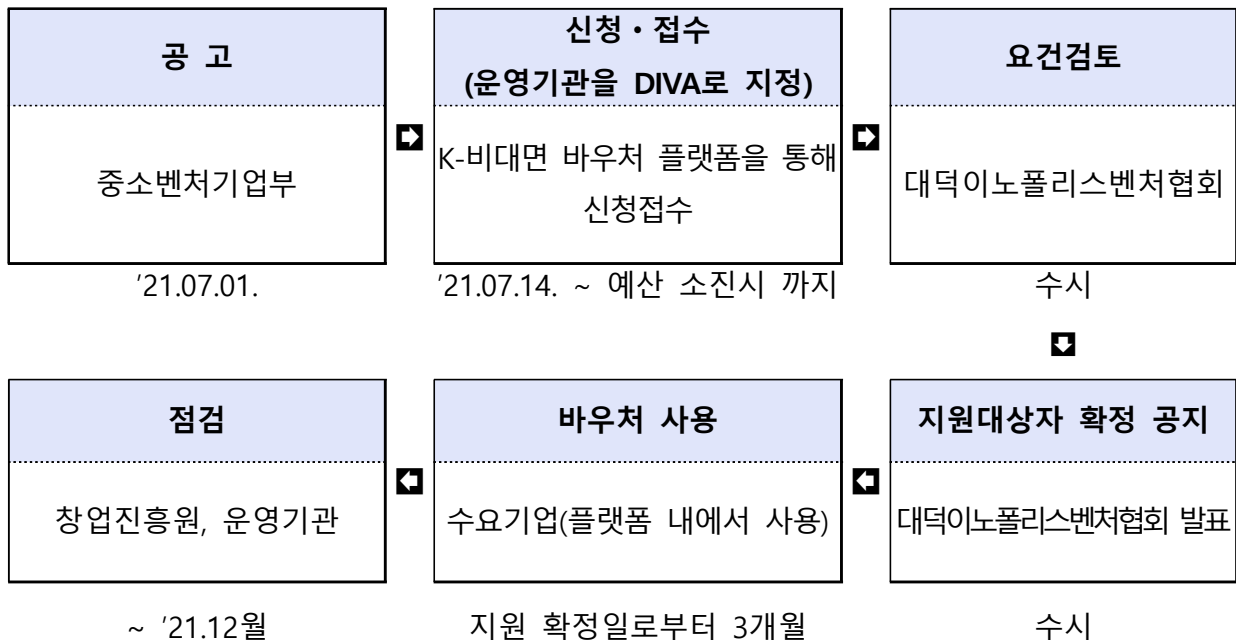 공 고
중소벤처기업부
'21.07.01.
신청・접수
(운영기관을 DIVA로 지정)
K-비대면 바우처 플랫폼을 통해
신청접수
'21.07.14. ~ 예산 소진시 까지
요건검토
대덕이노폴리스벤처협회
수시
지원대상자 확정 공지
대덕이노폴리스벤처협회 발표
수시
바우처 사용
수요기업(플랫폼 내에서 사용)
지원 확정일로부터 3개월
점검
창업진흥원, 운영기관
~ '21.12월